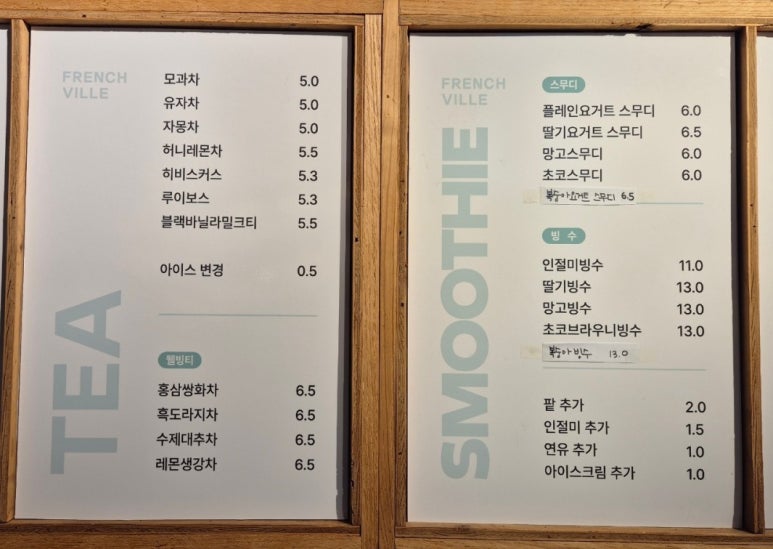 FRENCH
VILLE
TEA
모과차 5.0
유자차 5.0
자몽차 5.0
허니레몬차 5.5
히비스커스 5.3
루이보스 5.3
블랙바닐라밀크티 5.5
아이스 변경 0.5
웰빙티
홍삼쌍화차 6.5
흑도라지차 6.5
수제대추차 6.5
레몬생강차 6.5
FRENCH
VILLE
SMOOTHIE
스무디
플레인요거트 스무디 6.0
딸기요거트 스무디 6.5
망고스무디 6.0
초코스무디 6.0
복숭아요거트 스무디 6.5
빙 수
인절미빙수 11.0
딸기빙수 13.0
망고빙수 13.0
초코브라우니빙수 13.0
복숭아 빙수 13.0
팥 추가 2.0
인절미 추가 1.5
연유 추가 1.0
아이스크림 추가 1.0